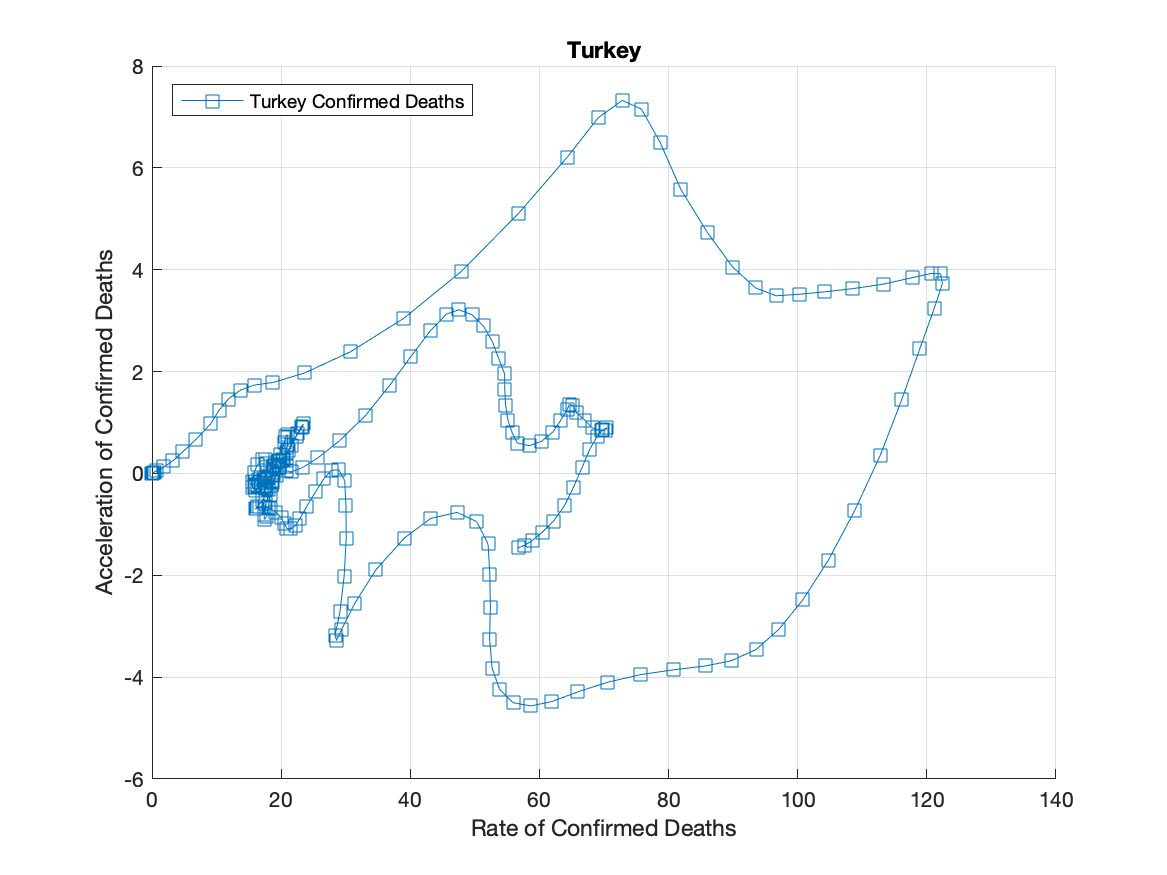 Turkey
8
Turkey Confirmed Deaths
6
4
2
0
-2
-4
-6
Acceleration of Confirmed Deaths
0 20 40 60 80 100 120 140
Rate of Confirmed Deaths